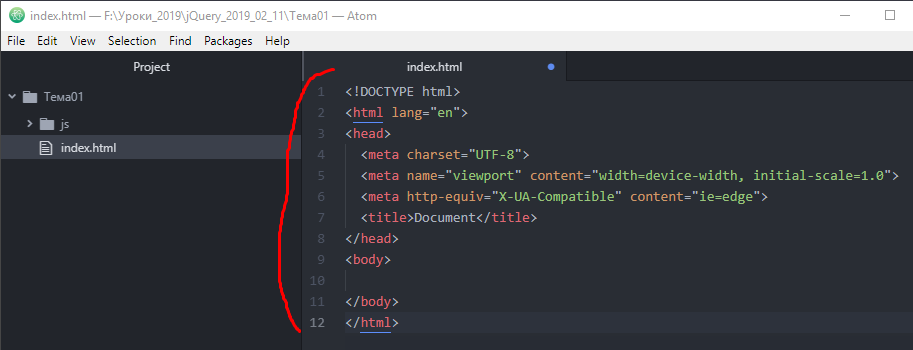 index.html — F:\Уроки_2019\jQuery_2019_02_11\Тема01 — Atom
File Edit View Selection Find Packages Help
Project
Тема01
js
index.html
index.html
1 <!DOCTYPE html>
2 <html lang="en">
3 <head>
4 <meta charset="UTF-8">
5 <meta name="viewport" content="width=device-width, initial-scale=1.0">
6 <meta http-equiv="X-UA-Compatible" content="ie=edge">
7 <title>Document</title>
8 </head>
9 <body>
10
11 </body>
12 </html>